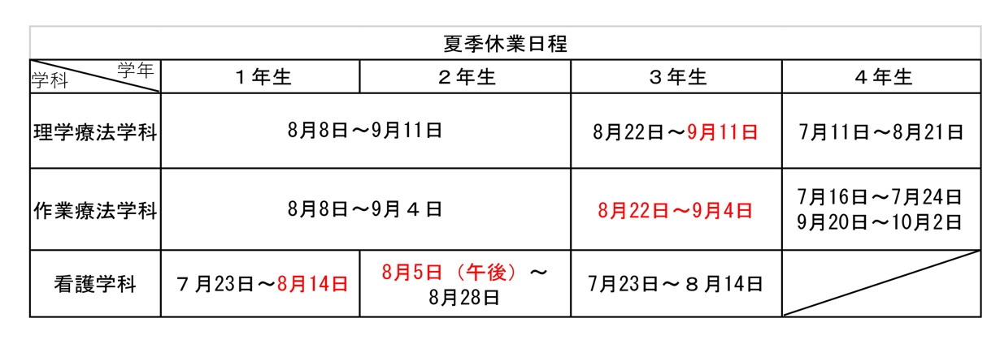 夏季休業日程
学年
学科
１年生 ２年生 ３年生 ４年生
理学療法学科 8月8日～9月11日 8月22日～9月11日 7月11日～8月21日
作業療法学科 8月8日～9月４日 8月22日～9月4日 7月16日～7月24日
9月20日～10月2日
看護学科 ７月23日～8月14日 8月5日（午後）～
8月28日 7月23日～８月14日